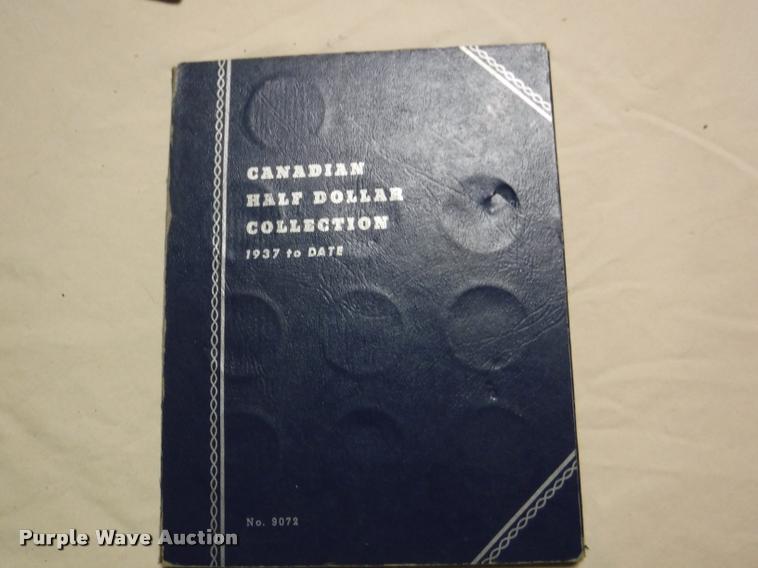 CANADIAN
HALF DOLLAR
COLLECTION
1937 to DATE
No. 9072
Purple Wave Auction